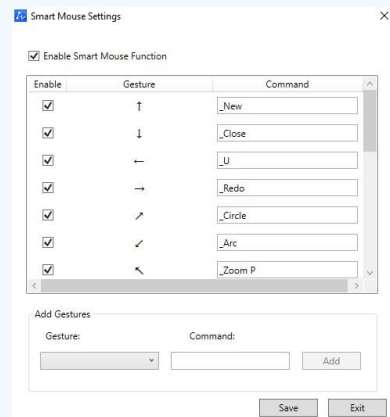 Smart Mouse Settings
Enable Smart Mouse Function
Enable Gesture Command
↑ _New
↓ _Close
← _U
→ _Redo
↗ _Circle
↙ _Arc
↖ _Zoom P
Add Gestures
Gesture: Command:
Add
Save Exit